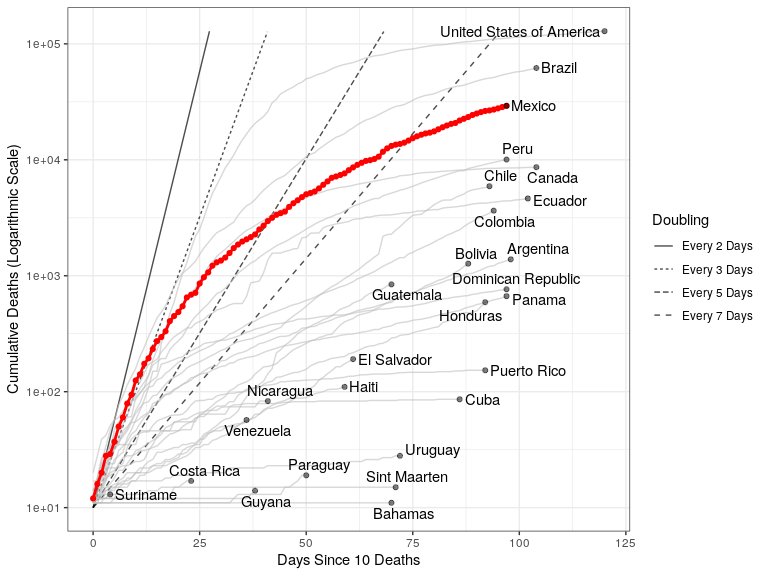 Cumulative Deaths (Logarithmic Scale)
1e+05
1e+04
1e+03
1e+02
1e+01
United States of America
Brazil
Mexico
Peru
Chile
Canada
Ecuador
Colombia
Bolivia
Argentina
Dominican Republic
Guatemala
Panama
Honduras
El Salvador
Puerto Rico
Nicaragua
Haiti
Cuba
Venezuela
Uruguay
Costa Rica
Paraguay
Sint Maarten
Suriname
Guyana
Bahamas
0
25
50
75
100
125
Days Since 10 Deaths
Doubling
Every 2 Days
Every 3 Days
Every 5 Days
Every 7 Days